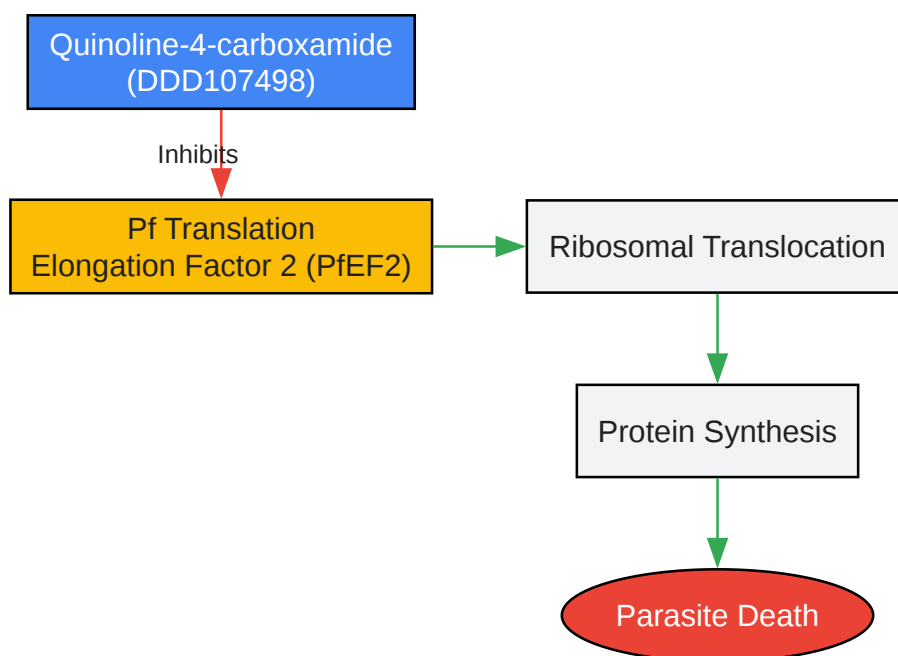 Quinoline-4-carboxamide
(DDD107498)
Inhibits
Pf Translation
Elongation Factor 2 (PfEF2)
Ribosomal Translocation
Protein Synthesis
Parasite Death